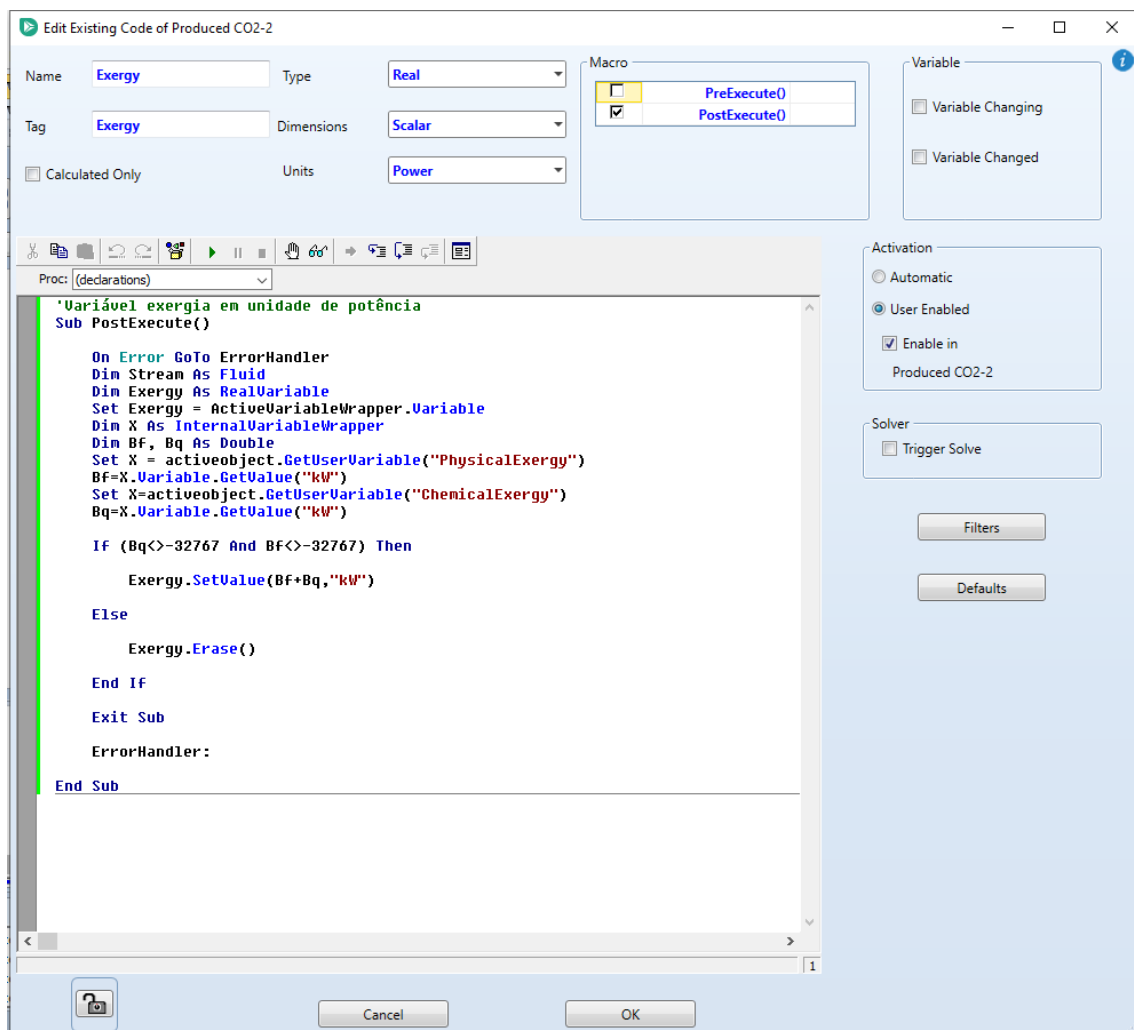 Edit Existing Code of Produced CO2-2
Name Exergy Type Real
Tag Exergy Dimensions Scalar
Calculated Only Units Power
Macro
PreExecute()
PostExecute()
Variable
Variable Changing
Variable Changed
Proc: (declarations)
'Variável exergia em unidade de potência
Sub PostExecute()
On Error GoTo ErrorHandler
Dim Stream As Fluid
Dim Exergy As RealVariable
Set Exergy = ActiveVariableWrapper.Variable
Dim X As InternalVariableWrapper
Dim Bf, Bq As Double
Set X = activeobject.GetUserVariable("PhysicalExergy")
Bf=X.Variable.GetValue("kW")
Set X=activeobject.GetUserVariable("ChemicalExergy")
Bq=X.Variable.GetValue("kW")
If (Bq<>-32767 And Bf<>-32767) Then
Exergy.SetValue(Bf+Bq,"kW")
Else
Exergy.Erase()
End If
Exit Sub
ErrorHandler:
End Sub
1
Activation
Automatic
User Enabled
Enable in
Produced CO2-2
Solver
Trigger Solve
Filters
Defaults
Cancel
OK